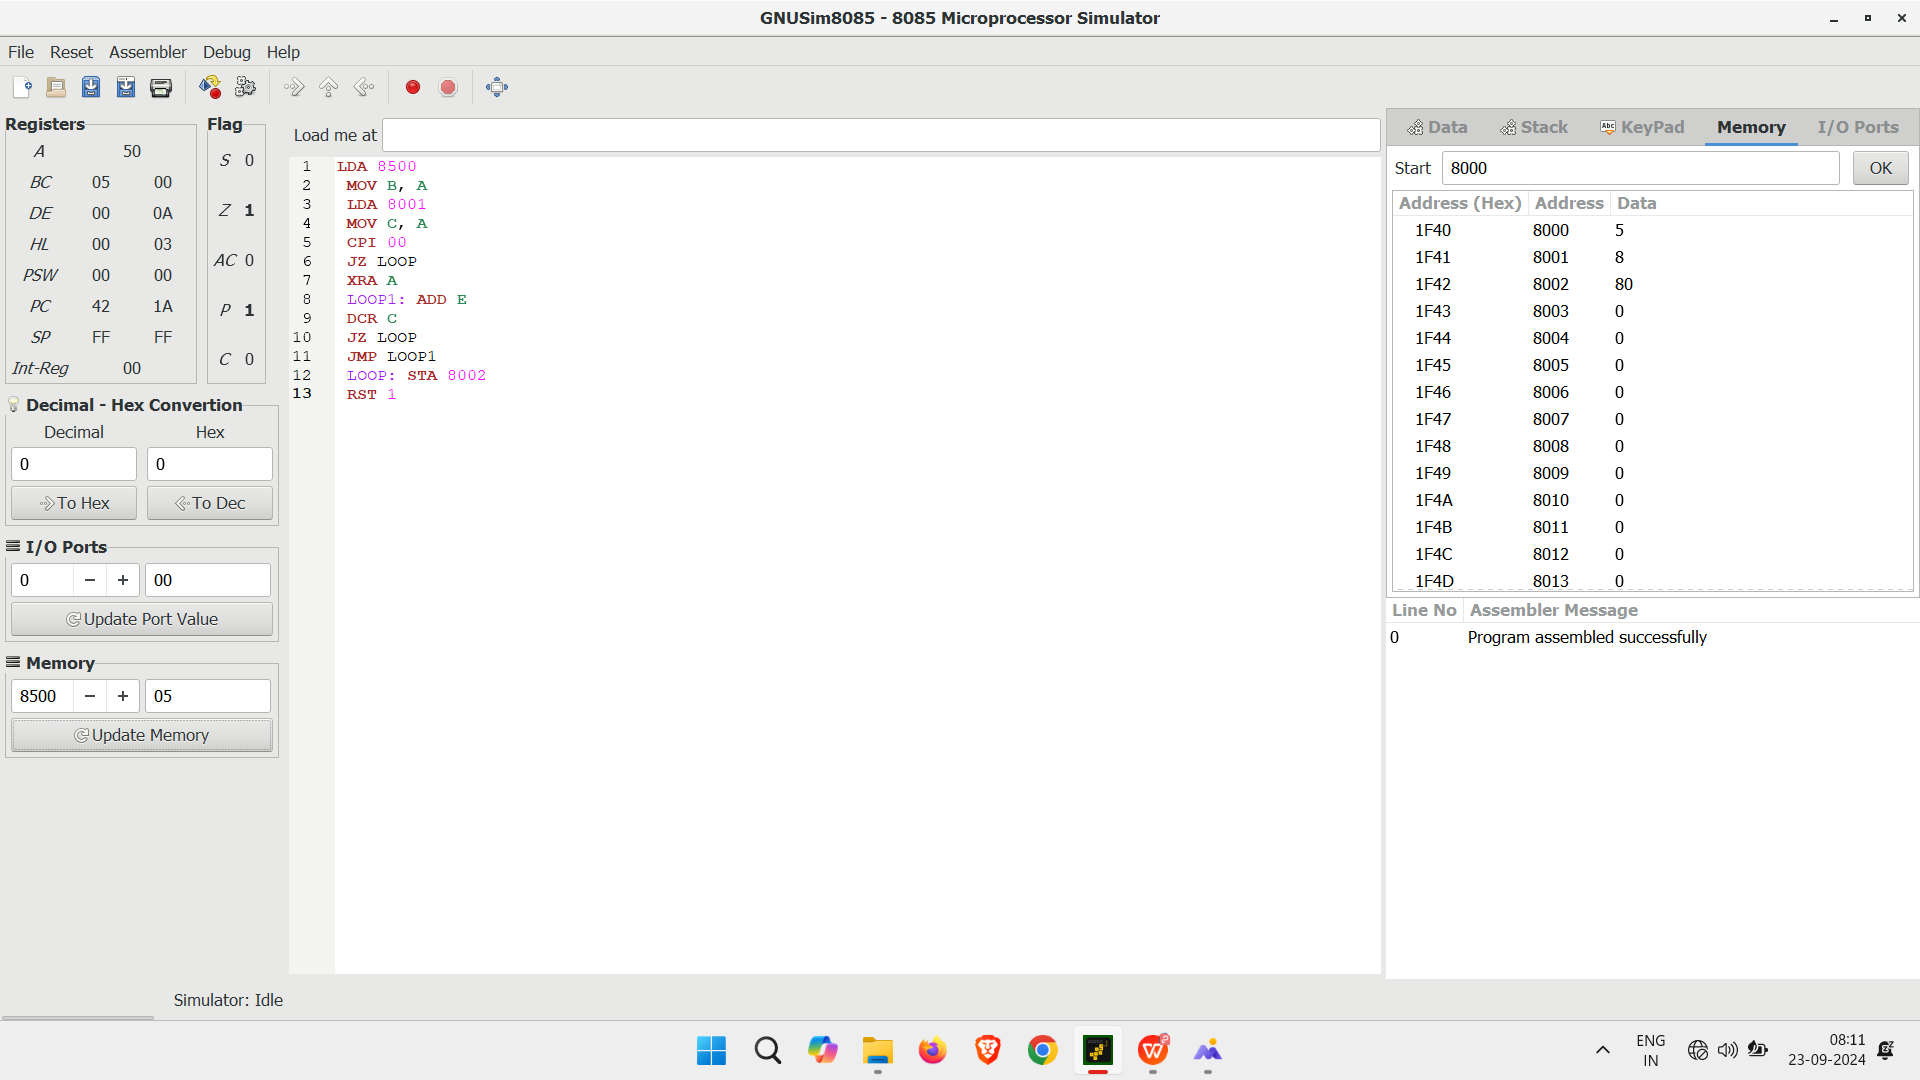 GNUSim8085 - 8085 Microprocessor Simulator
File Reset Assembler Debug Help
Registers
A 50
BC 05 00
DE 00 0A
HL 00 03
PSW 00 00
PC 42 1A
SP FF FF
Int-Reg 00
Flag
S 0
Z 1
AC 0
P 1
C 0
Decimal - Hex Convertion
Decimal Hex
0 0
To Hex To Dec
I/O Ports
0 − + 00
Update Port Value
Memory
8500 − + 05
Update Memory
Load me at
1 LDA 8500
2 MOV B, A
3 LDA 8001
4 MOV C, A
5 CPI 00
6 JZ LOOP
7 XRA A
8 LOOP1: ADD E
9 DCR C
10 JZ LOOP
11 JMP LOOP1
12 LOOP: STA 8002
13 RST 1
Data Stack Abc KeyPad Memory I/O Ports
Start 8000 OK
Address (Hex) Address Data
1F40 8000 5
1F41 8001 8
1F42 8002 80
1F43 8003 0
1F44 8004 0
1F45 8005 0
1F46 8006 0
1F47 8007 0
1F48 8008 0
1F49 8009 0
1F4A 8010 0
1F4B 8011 0
1F4C 8012 0
1F4D 8013 0
Line No Assembler Message
0 Program assembled successfully
Simulator: Idle
ENG
IN
08:11
23-09-2024